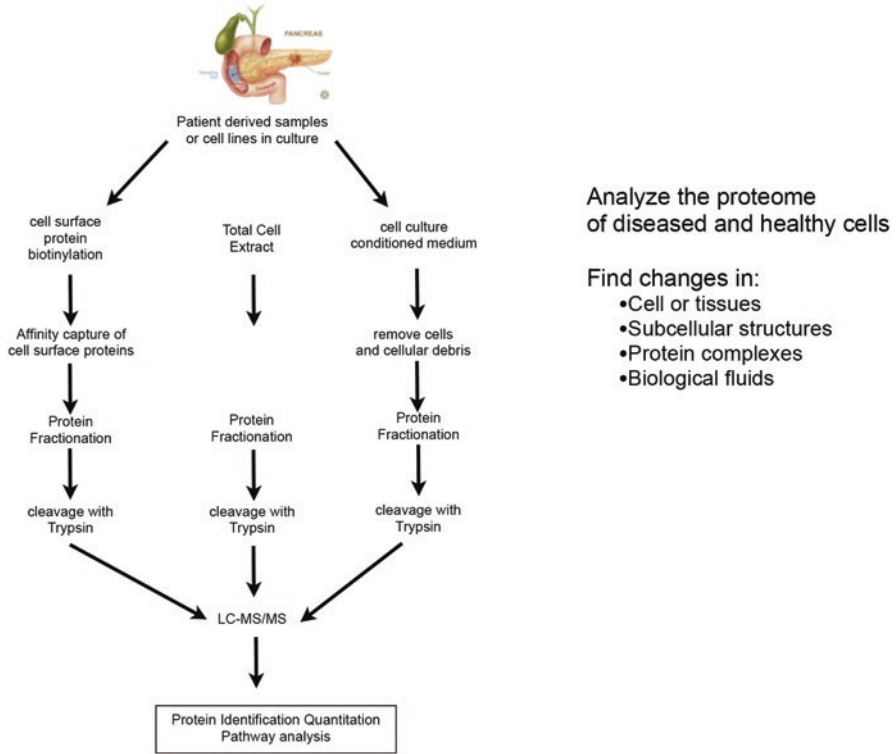 PANCREAS
Patient derived samples
or cell lines in culture
cell surface
protein
biotinylation
Total Cell
Extract
cell culture
conditioned medium
Affinity capture of
cell surface proteins
remove cells
and cellular debris
Protein
Fractionation
Protein
Fractionation
Protein
Fractionation
cleavage with
Trypsin
cleavage with
Trypsin
cleavage with
Trypsin
LC-MS/MS
Protein Identification Quantitation
Pathway analysis
Analyze the proteome
of diseased and healthy cells
Find changes in:
•Cell or tissues
•Subcellular structures
•Protein complexes
•Biological fluids